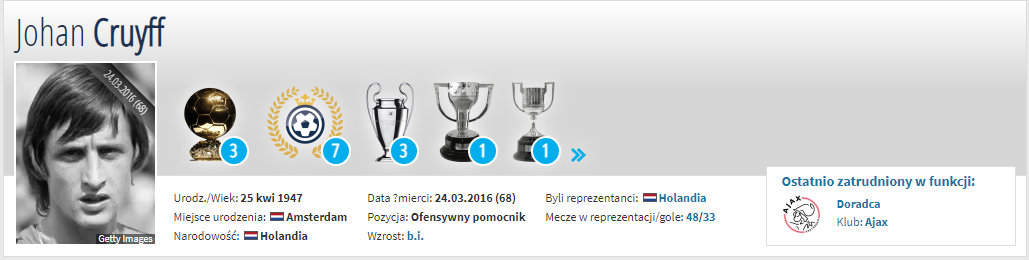 Johan Cruyff
24.03.2016 (68)
3
7
3
1
1
Getty Images
Urodz./Wiek: 25 kwi 1947
Miejsce urodzenia: Amsterdam
Narodowość: Holandia
Data ?mierci: 24.03.2016 (68)
Pozycja: Ofensywny pomocnik
Wzrost: b.i.
Byli reprezentanci: Holandia
Mecze w reprezentacji/gole: 48/33
Ostatnio zatrudniony w funkcji:
AJAX
Doradca
Klub: Ajax